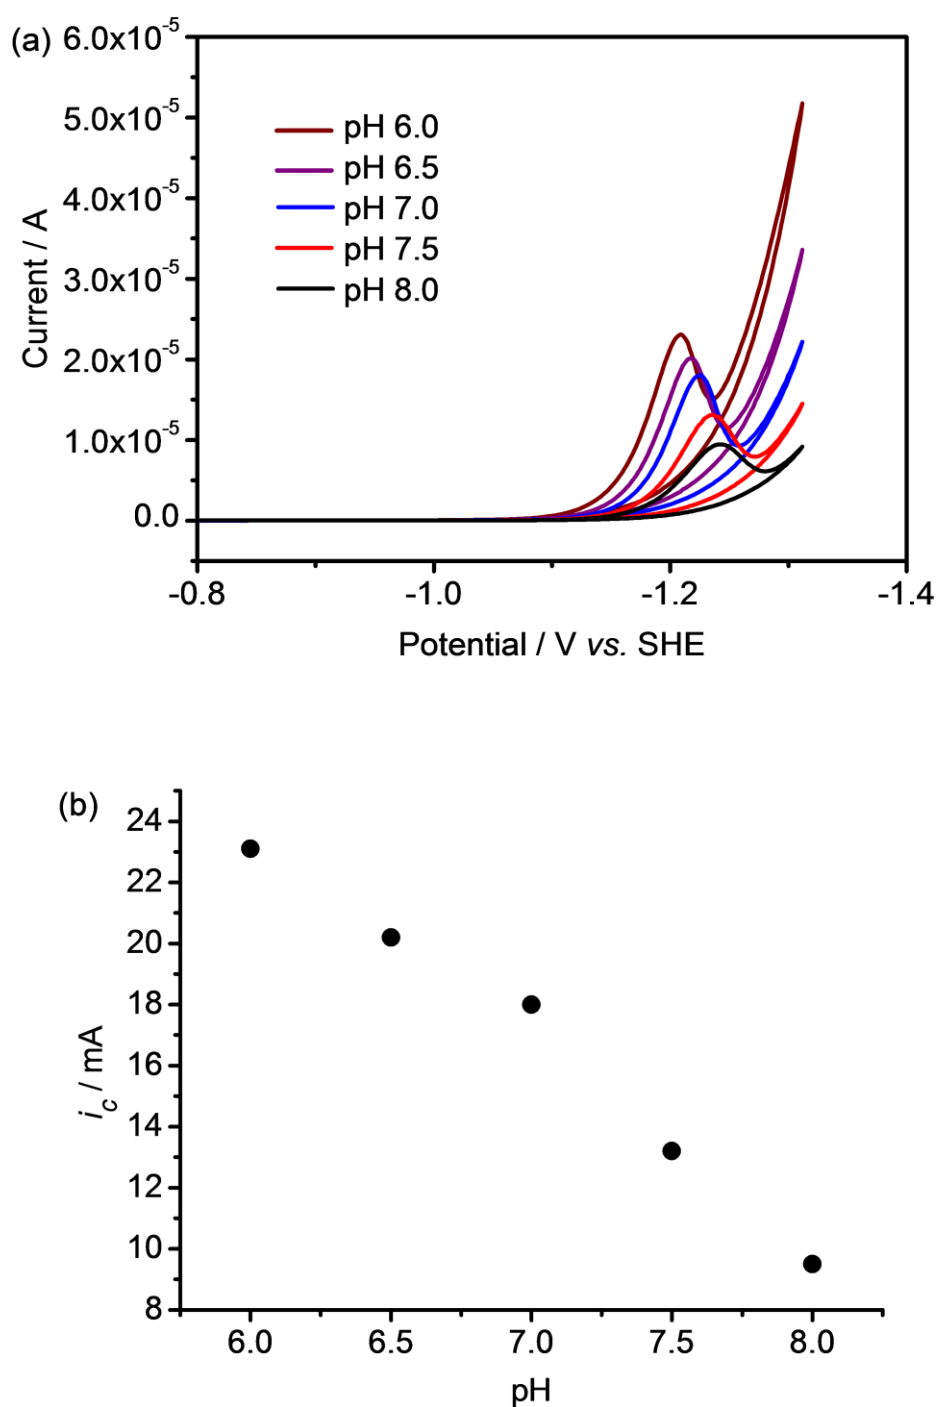 (a)
6.0x10⁻⁵
5.0x10⁻⁵
4.0x10⁻⁵
3.0x10⁻⁵
2.0x10⁻⁵
1.0x10⁻⁵
0.0
Current / A
pH 6.0
pH 6.5
pH 7.0
pH 7.5
pH 8.0
-0.8 -1.0 -1.2 -1.4
Potential / V vs. SHE
(b)
24
22
20
18
16
14
12
10
8
i_c / mA
6.0 6.5 7.0 7.5 8.0
pH